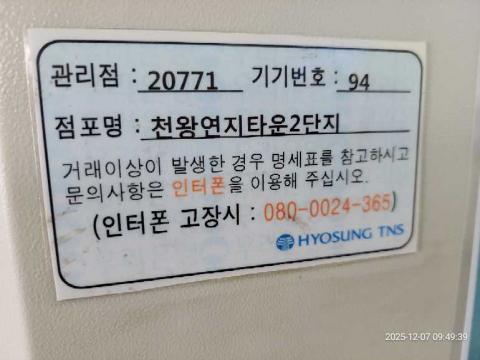 관리점 : 20771 기기번호 : 94
점포명 : 천왕연지타운2단지
거래이상이 발생한 경우 명세표를 참고하시고
문의사항은 인터폰을 이용해 주십시오.
(인터폰 고장시 : 080-0024-365)
HYOSUNG TNS
2025-12-07 09:49:39